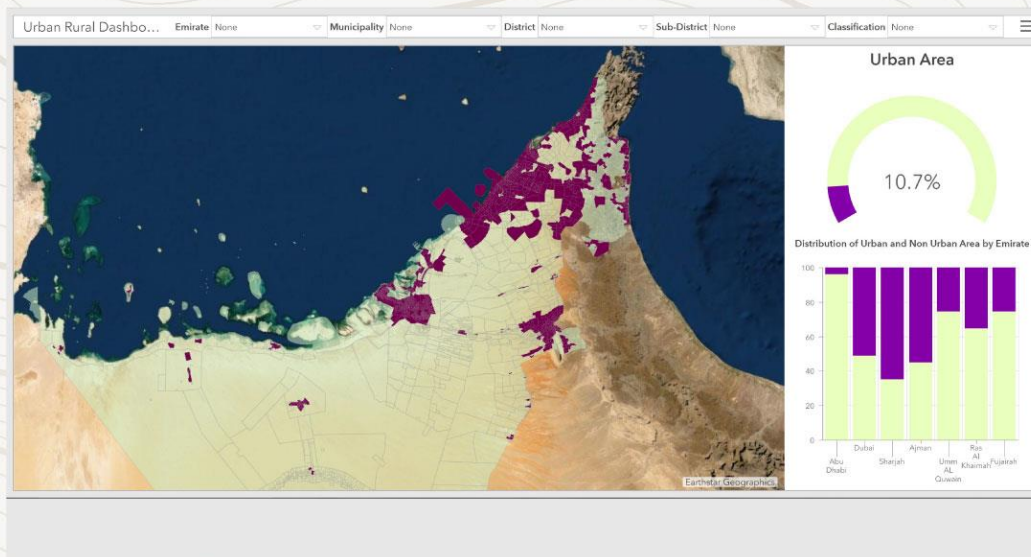 Urban Rural Dashbo... Emirate None Municipality None District None Sub-District None Classification None
Urban Area
10.7%
Distribution of Urban and Non Urban Area by Emirate
100
80
60
40
20
0
Abu Dhabi
Dubai
Sharjah
Ajman
Umm AL Quwain
Ras Al Khaimah
Fujairah
Earthstar Geographics